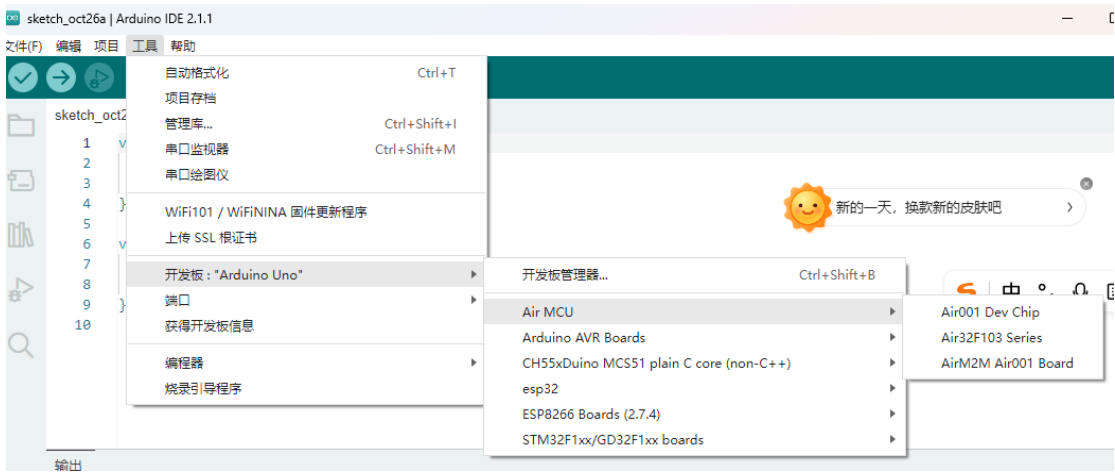 sketch_oct26a | Arduino IDE 2.1.1
文件(F) 编辑 项目 工具 帮助
自动格式化 Ctrl+T
项目存档
管理库... Ctrl+Shift+I
串口监视器 Ctrl+Shift+M
串口绘图仪
WiFi101 / WiFiNINA 固件更新程序
上传 SSL 根证书
开发板 : "Arduino Uno"
端口
获得开发板信息
编程器
烧录引导程序
开发板管理器... Ctrl+Shift+B
Air MCU
Arduino AVR Boards
CH55xDuino MCS51 plain C core (non-C++)
esp32
ESP8266 Boards (2.7.4)
STM32F1xx/GD32F1xx boards
Air001 Dev Chip
Air32F103 Series
AirM2M Air001 Board
sketch_oct2
1 v
2
3
4 }
5
6 v
7
8
9 }
10
新的一天，换款新的皮肤吧
中
输出